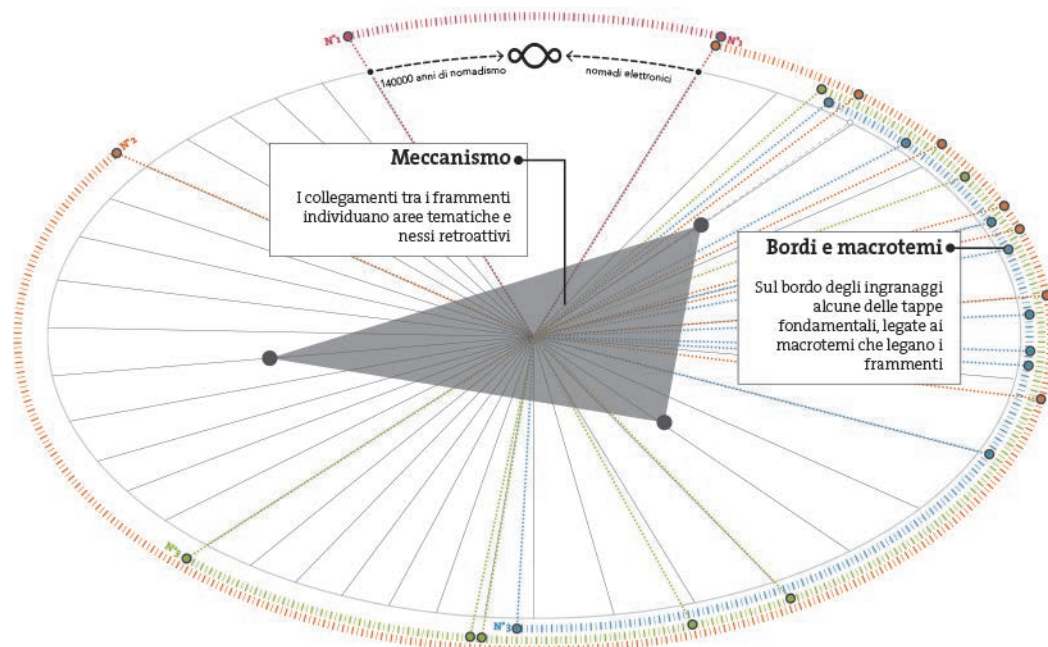 N°1
N°1
140000 anni di nomadismo
nomadi elettronici
N°2
Meccanismo
I collegamenti tra i frammenti
individuano aree tematiche e
nessi retroattivi
Bordi e macrotemi
Sul bordo degli ingranaggi
alcune delle tappe
fondamentali, legate ai
macrotemi che legano i
frammenti
N°3
N°3